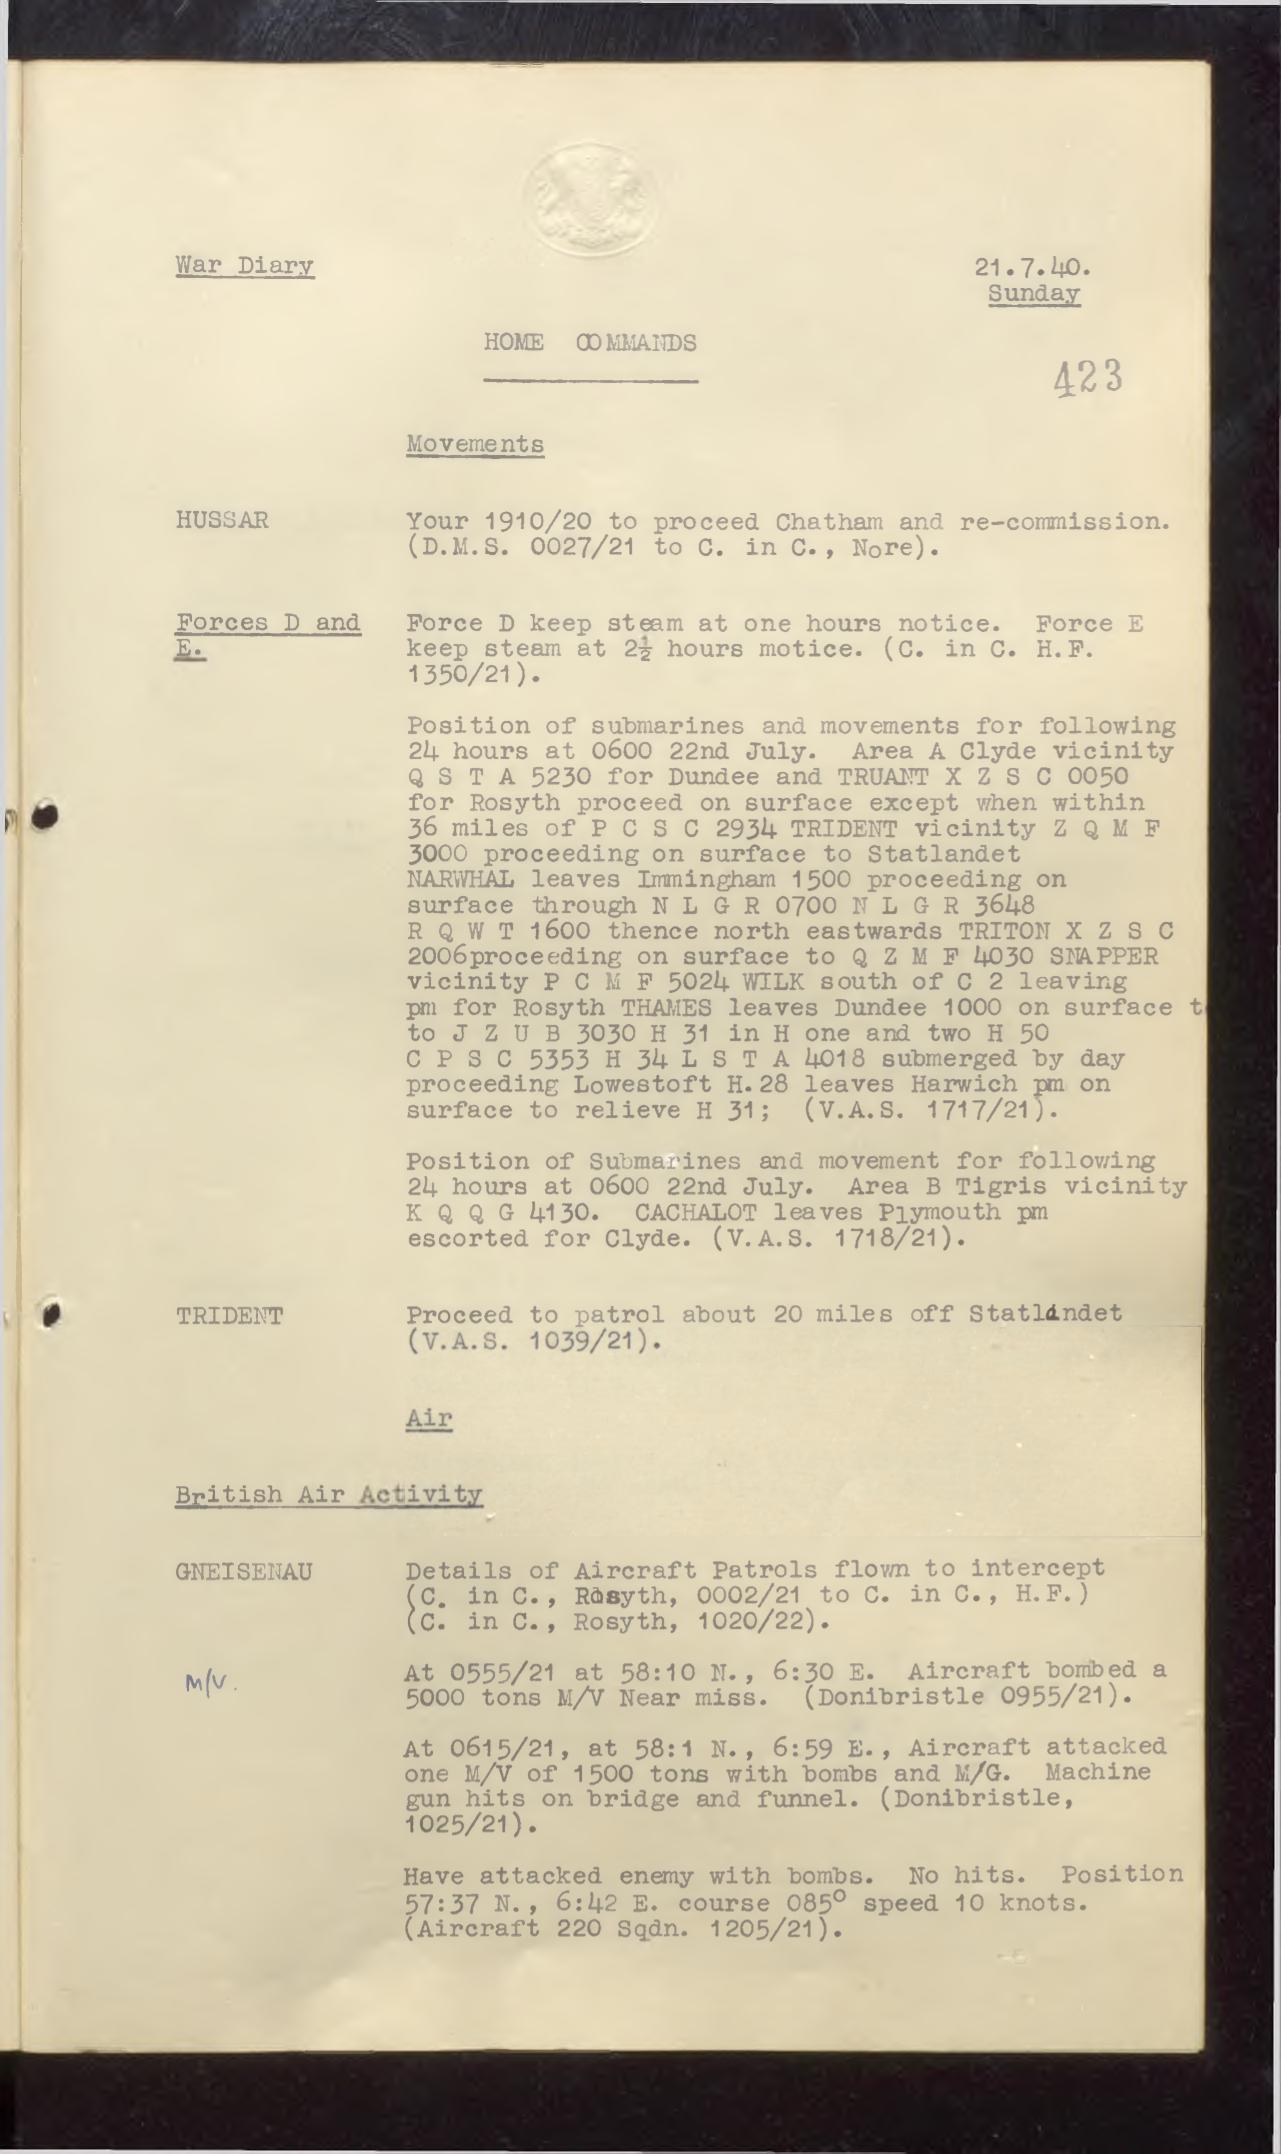 War Diary
21.7.40.
Sunday
HOME COMMANDS
423
Movements
HUSSAR
Your 1910/20 to proceed Chatham and re-commission.
(D.M.S. 0027/21 to C. in C., Nore).
Forces D and
E.
Force D keep steam at one hours notice. Force E
keep steam at 2½ hours motice. (C. in C. H.F.
1350/21).
Position of submarines and movements for following
24 hours at 0600 22nd July. Area A Clyde vicinity
Q S T A 5230 for Dundee and TRUANT X Z S C 0050
for Rosyth proceed on surface except when within
36 miles of P C S C 2934 TRIDENT vicinity Z Q M F
3000 proceeding on surface to Statlandet
NARWHAL leaves Immingham 1500 proceeding on
surface through N L G R 0700 N L G R 3648
R Q W T 1600 thence north eastwards TRITON X Z S C
2006proceeding on surface to Q Z M F 4030 SNAPPER
vicinity P C M F 5024 WILK south of C 2 leaving
pm for Rosyth THAMES leaves Dundee 1000 on surface t
to J Z U B 3030 H 31 in H one and two H 50
C P S C 5353 H 34 L S T A 4018 submerged by day
proceeding Lowestoft H.28 leaves Harwich pm on
surface to relieve H 31; (V.A.S. 1717/21).
Position of Submarines and movement for following
24 hours at 0600 22nd July. Area B Tigris vicinity
K Q Q G 4130. CACHALOT leaves Plymouth pm
escorted for Clyde. (V.A.S. 1718/21).
TRIDENT
Proceed to patrol about 20 miles off Statlandet
(V.A.S. 1039/21).
Air
British Air Activity
GNEISENAU
Details of Aircraft Patrols flown to intercept
(C. in C., Rosyth, 0002/21 to C. in C., H.F.)
(C. in C., Rosyth, 1020/22).
M/V.
At 0555/21 at 58:10 N., 6:30 E. Aircraft bombed a
5000 tons M/V Near miss. (Donibristle 0955/21).
At 0615/21, at 58:1 N., 6:59 E., Aircraft attacked
one M/V of 1500 tons with bombs and M/G. Machine
gun hits on bridge and funnel. (Donibristle,
1025/21).
Have attacked enemy with bombs. No hits. Position
57:37 N., 6:42 E. course 085° speed 10 knots.
(Aircraft 220 Sqdn. 1205/21).